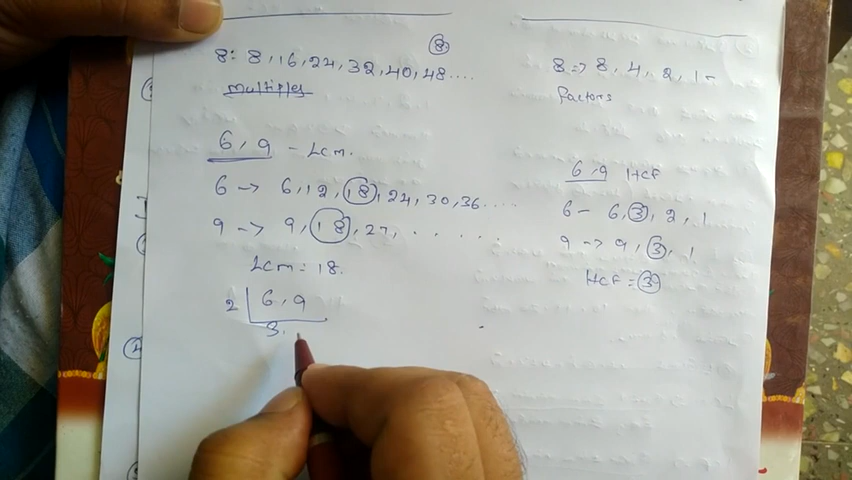 8
8: 8, 16, 24, 32, 40, 48....
multiples
6, 9 - Lcm.
6 → 6, 12, 18, 24, 30, 36....
9 → 9, 18, 27, . . . . . .
Lcm = 18.
2 | 6, 9
3,
8 => 8, 4, 2, 1 -
factors
6, 9 Hcf
6 - 6, 3, 2, 1
9 -> 9, 3, 1
Hcf = 3